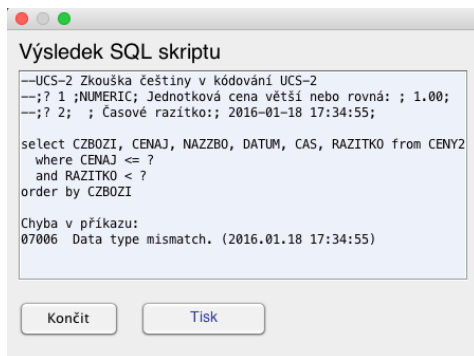 Výsledek SQL skriptu
--UCS-2 Zkouška češtiny v kódování UCS-2
--;? 1 ;NUMERIC; Jednotková cena větší nebo rovná: ; 1.00;
--;? 2;  ; Časové razítko:; 2016-01-18 17:34:55;
select CZBOZI, CENAJ, NAZZBO, DATUM, CAS, RAZITKO from CENY2
where CENAJ <= ?
and RAZITKO < ?
order by CZBOZI
Chyba v příkazu:
07006  Data type mismatch. (2016.01.18 17:34:55)
Končit
Tisk